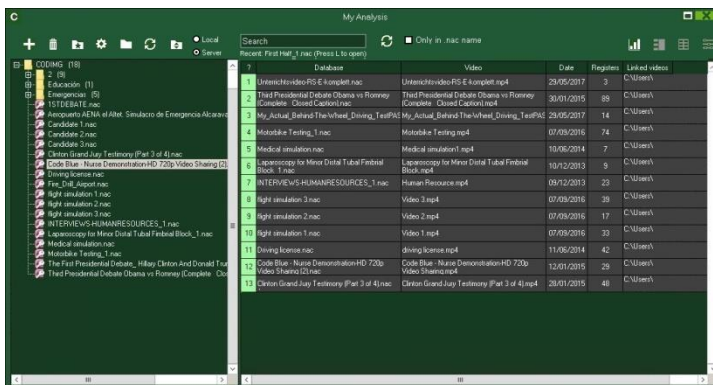 My Analysis
Local
Server
Search
Only in .nac name
Recent: First Half_1.nac (Press L to open)
CODIMG (18)
2 (9)
Educación (1)
Emergencias (5)
1STDEBATE.nac
Aeropuerto AENA el Altet. Simulacro de Emergencia Alcarava
Candidate 1.nac
Candidate 2.nac
Candidate 3.nac
Clinton Grand Jury Testimony (Part 3 of 4).nac
Code Blue - Nurse Demonstration-HD 720p Video Sharing (2).
Driving license.nac
Fire_Drill_Airport.nac
flight simulation 1.nac
flight simulation 2.nac
flight simulation 3.nac
INTERVIEWS-HUMANRESOURCES_1.nac
Laparoscopy for Minor Distal Tubal Fimbrial Block_1.nac
Medical simulation.nac
Motorbike Testing_1.nac
The First Presidential Debate_ Hillary Clinton And Donald Tru
Third Presidential Debate Obama vs Romney (Complete Clos
? Database Video Date Registers Linked videos
1 Unterrichtsvideo-RS-E-komplett.nac Unterrichtsvideo-RS-E-komplett.mp4 29/05/2017 3 C:\Users\
2 Third Presidential Debate Obama vs Romney (Complete Closed Caption).nac Third Presidential Debate Obama vs Romney (Complete Closed Caption).mp4 30/01/2015 89 C:\Users\
3 My_Actual_Behind-The-Wheel_Driving_TestPAS My_Actual_Behind-The-Wheel_Driving_TestPAS 29/05/2017 14 C:\Users\
4 Motorbike Testing_1.nac Motorbike Testing.mp4 07/09/2016 74 C:\Users\
5 Medical simulation.nac Medical simulation1.mp4 10/06/2014 7 C:\Users\
6 Laparoscopy for Minor Distal Tubal Fimbrial Block_1.nac Laparoscopy for Minor Distal Tubal Fimbrial Block.mp4 10/12/2013 9 C:\Users\
7 INTERVIEWS-HUMANRESOURCES_1.nac Human Resource.mp4 09/12/2013 23 C:\Users\
8 flight simulation 3.nac Video 3.mp4 07/09/2016 39 C:\Users\
9 flight simulation 2.nac Video 2.mp4 07/09/2016 17 C:\Users\
10 flight simulation 1.nac Video 1.mp4 07/09/2016 33 C:\Users\
11 Driving license.nac driving license.mp4 11/06/2014 42 C:\Users\
12 Code Blue - Nurse Demonstration-HD 720p Video Sharing (2).nac Code Blue - Nurse Demonstration-HD 720p Video Sharing.mp4 12/01/2015 29 C:\Users\
13 Clinton Grand Jury Testimony (Part 3 of 4).nac Clinton Grand Jury Testimony (Part 3 of 4).mp4 28/01/2015 48 C:\Users\